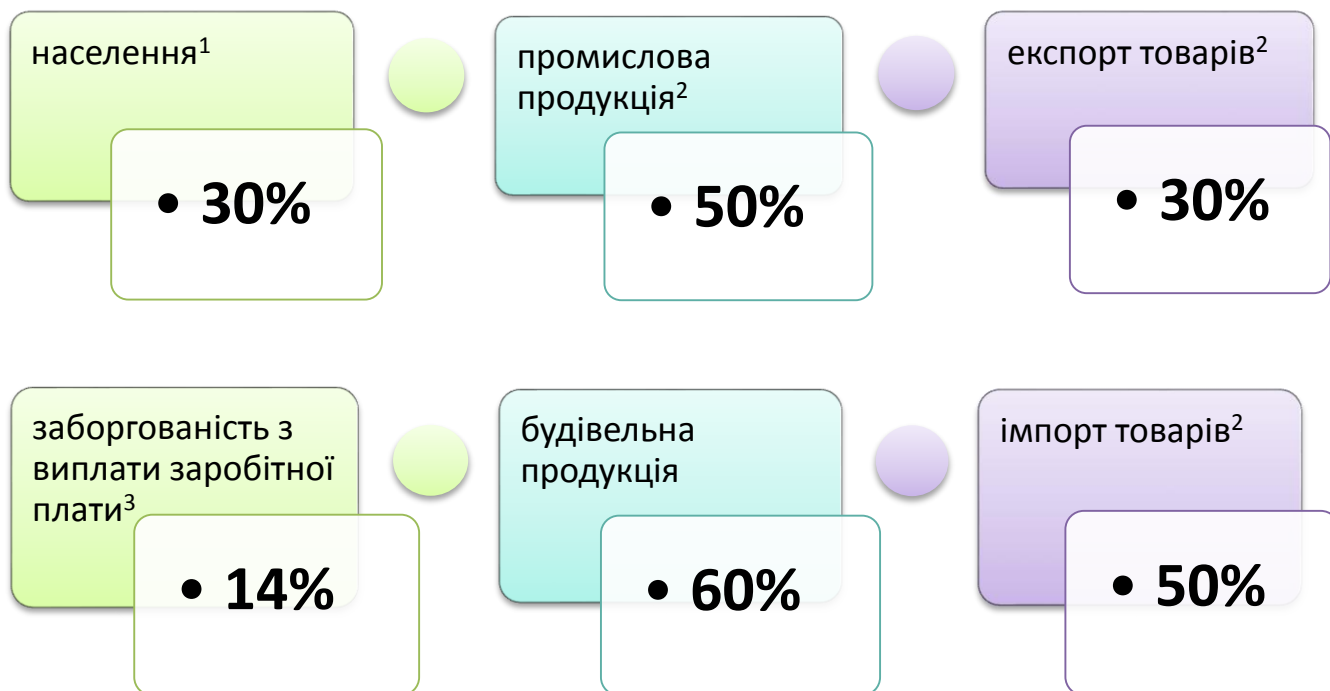 населення¹
промислова
продукція²
експорт товарів²
• 30%
• 50%
• 30%
заборгованість з
виплати заробітної
плати³
будівельна
продукція
імпорт товарів²
• 14%
• 60%
• 50%